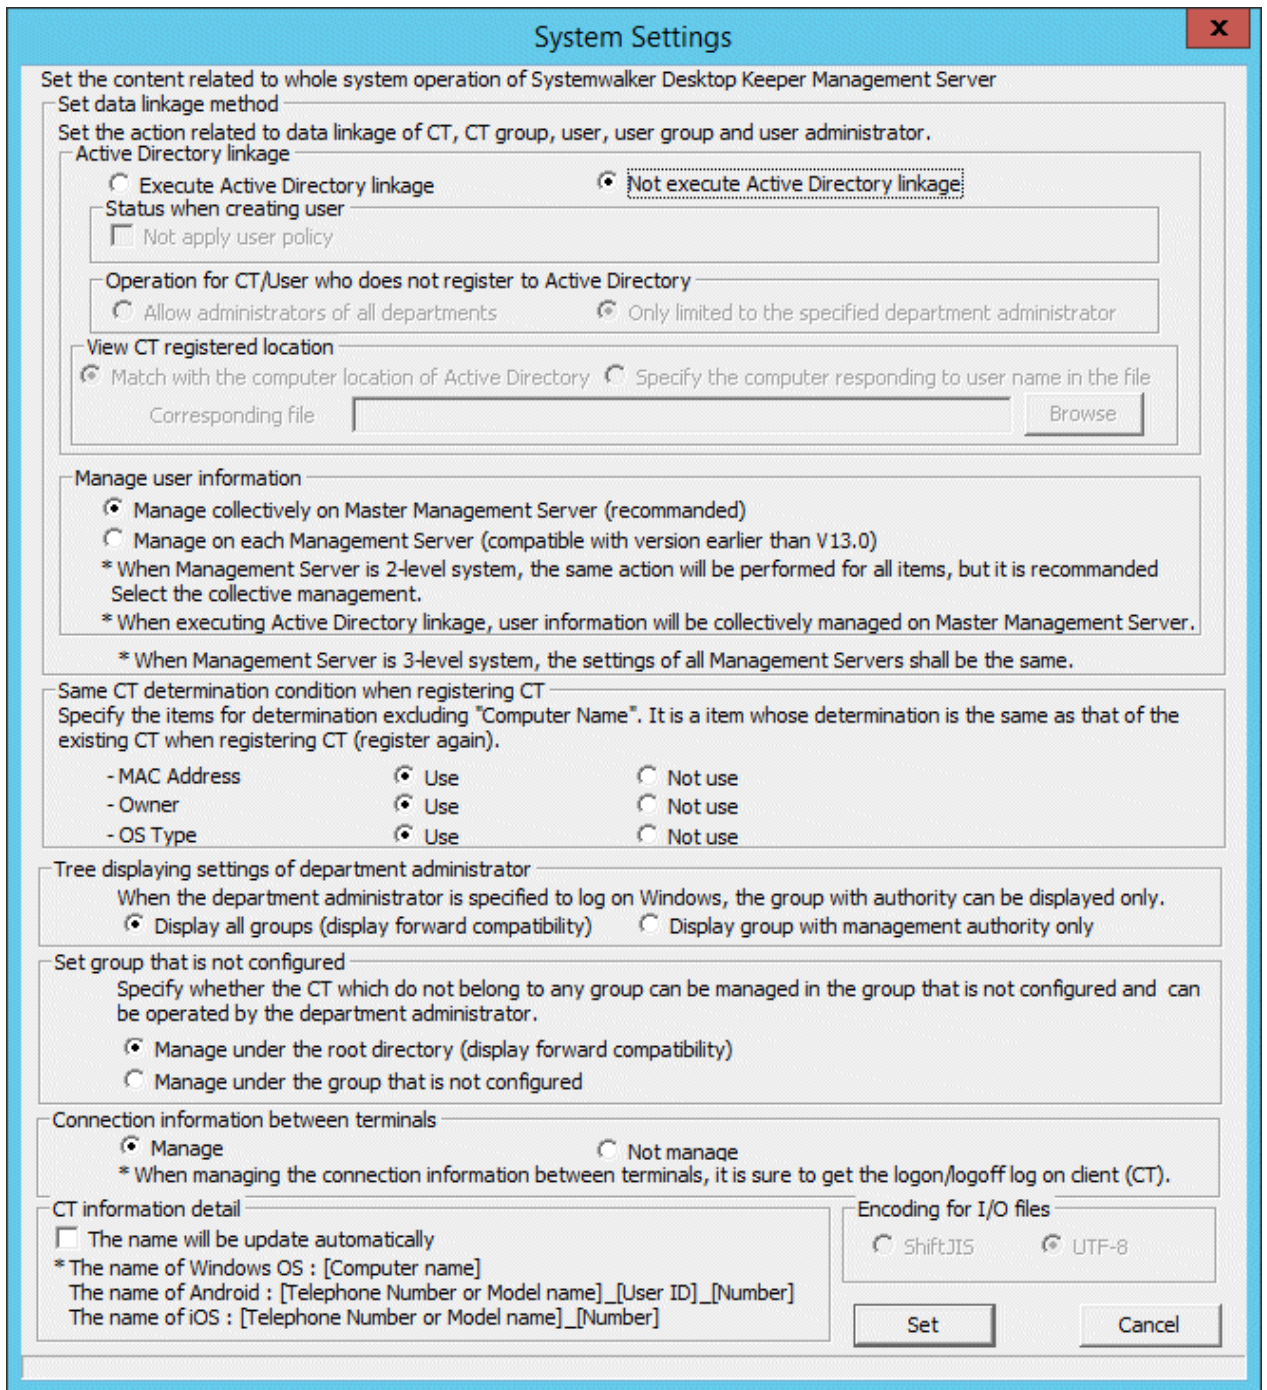 System Settings
x
Set the content related to whole system operation of Systemwalker Desktop Keeper Management Server
Set data linkage method
Set the action related to data linkage of CT, CT group, user, user group and user administrator.
Active Directory linkage
Execute Active Directory linkage Not execute Active Directory linkage
Status when creating user
Not apply user policy
Operation for CT/User who does not register to Active Directory
Allow administrators of all departments Only limited to the specified department administrator
View CT registered location
Match with the computer location of Active Directory Specify the computer responding to user name in the file
Corresponding file Browse
Manage user information
Manage collectively on Master Management Server (recommanded)
Manage on each Management Server (compatible with version earlier than V13.0)
* When Management Server is 2-level system, the same action will be performed for all items, but it is recommanded
Select the collective management.
* When executing Active Directory linkage, user information will be collectively managed on Master Management Server.
* When Management Server is 3-level system, the settings of all Management Servers shall be the same.
Same CT determination condition when registering CT
Specify the items for determination excluding "Computer Name". It is a item whose determination is the same as that of the
existing CT when registering CT (register again).
- MAC Address Use Not use
- Owner Use Not use
- OS Type Use Not use
Tree displaying settings of department administrator
When the department administrator is specified to log on Windows, the group with authority can be displayed only.
Display all groups (display forward compatibility) Display group with management authority only
Set group that is not configured
Specify whether the CT which do not belong to any group can be managed in the group that is not configured and can
be operated by the department administrator.
Manage under the root directory (display forward compatibility)
Manage under the group that is not configured
Connection information between terminals
Manage Not manage
* When managing the connection information between terminals, it is sure to get the logon/logoff log on client (CT).
CT information detail
The name will be update automatically
* The name of Windows OS : [Computer name]
The name of Android : [Telephone Number or Model name]_[User ID]_[Number]
The name of iOS : [Telephone Number or Model name]_[Number]
Encoding for I/O files
ShiftJIS UTF-8
Set Cancel